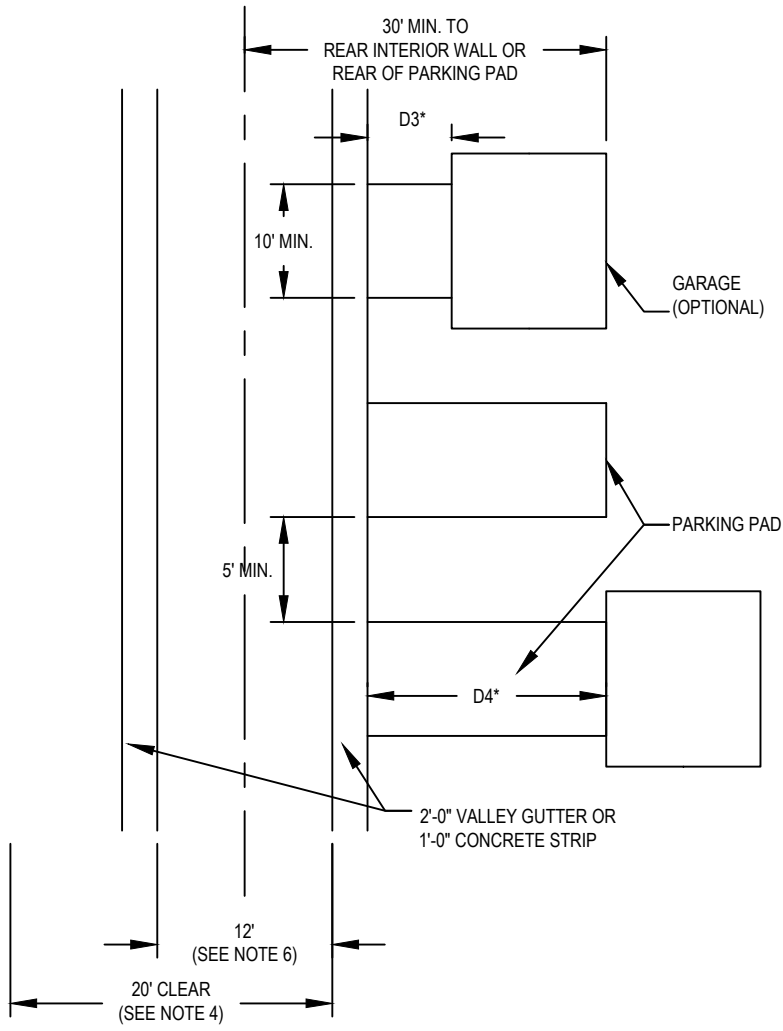 30' MIN. TO
REAR INTERIOR WALL OR
REAR OF PARKING PAD
D3*
10' MIN.
GARAGE
(OPTIONAL)
PARKING PAD
5' MIN.
D4*
2'-0" VALLEY GUTTER OR
1'-0" CONCRETE STRIP
12'
(SEE NOTE 6)
20' CLEAR
(SEE NOTE 4)